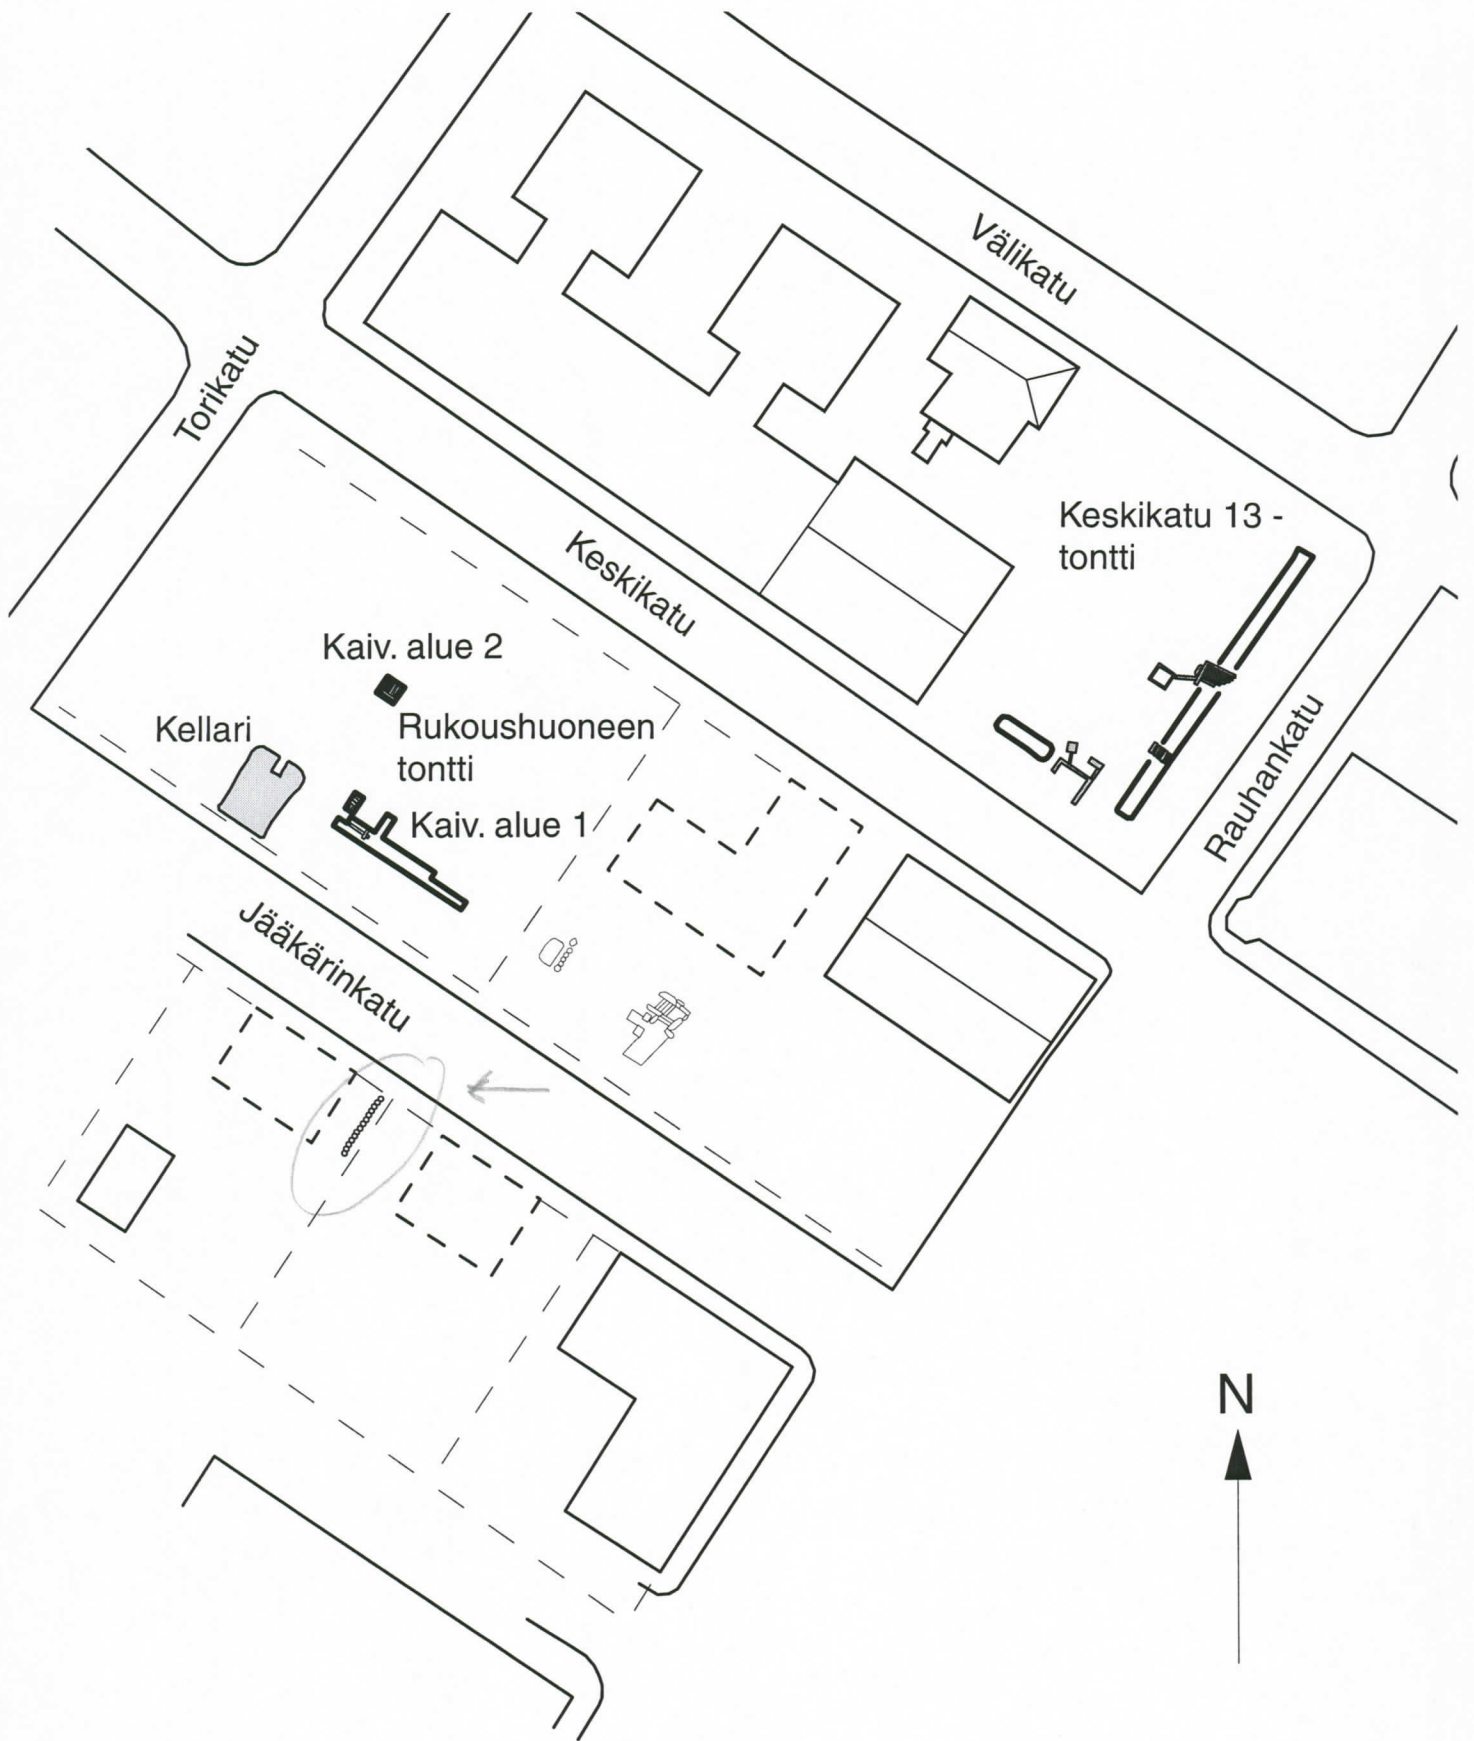 Välikatu
Torikatu
Keskikatu 13 -
tontti
Keskikatu
Kaiv. alue 2
Rukoushuoneen
tontti
Kellari
Kaiv. alue 1
Rauhankatu
Jääkärinkatu
N